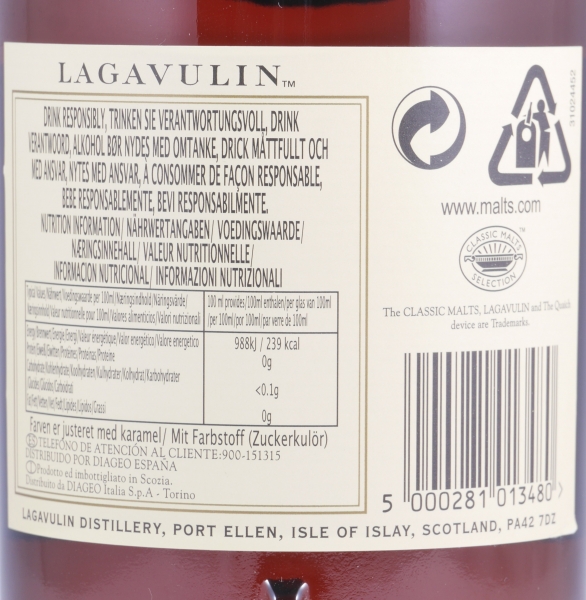 LAGAVULIN™
DRINK RESPONSIBLY, TRINKEN SIE VERANTWORTUNGSVOLL, DRINK
VERANTWOORD, ALKOHOL BØR NYDES MED OMTANKE, DRICK MÅTTFULLT OCH
MED ANSVAR, NYTES MED ANSVAR, À CONSOMMER DE FAÇON RESPONSABLE,
BEBE RESPONSABLEMENTE, BEVI RESPONSABILMENTE.
NUTRITION INFORMATION/ NÄHRWERTANGABEN/ VOEDINGSWAARDE/
NÆRINGSINNEHALL/ VALEUR NUTRITIONNELLE/
INFORMACION NUTRICIONAL/ INFORMAZIONI NUTRIZIONALI
100 ml provides/100ml enthalten/per glas van 100ml
/per 100ml/por 100ml/par verre de 100ml
988kJ / 239 kcal
0g
<0.1g
0g
Farven er justeret med karamel/ Mit Farbstoff (Zuckerkulör)
TELEFONO DE ATENCIÓN AL CLIENTE:900-151315
DISTRIBUIDO POR DIAGEO ESPAÑA
Prodotto ed imbottigliato in Scozia.
Distribuito da DIAGEO Italia S.p.A - Torino
31024452
www.malts.com
CLASSIC MALTS™
SELECTION
The CLASSIC MALTS, LAGAVULIN and The Quaich
device are Trademarks.
5 000281 013480 >
LAGAVULIN DISTILLERY, PORT ELLEN, ISLE OF ISLAY, SCOTLAND, PA42 7DZ